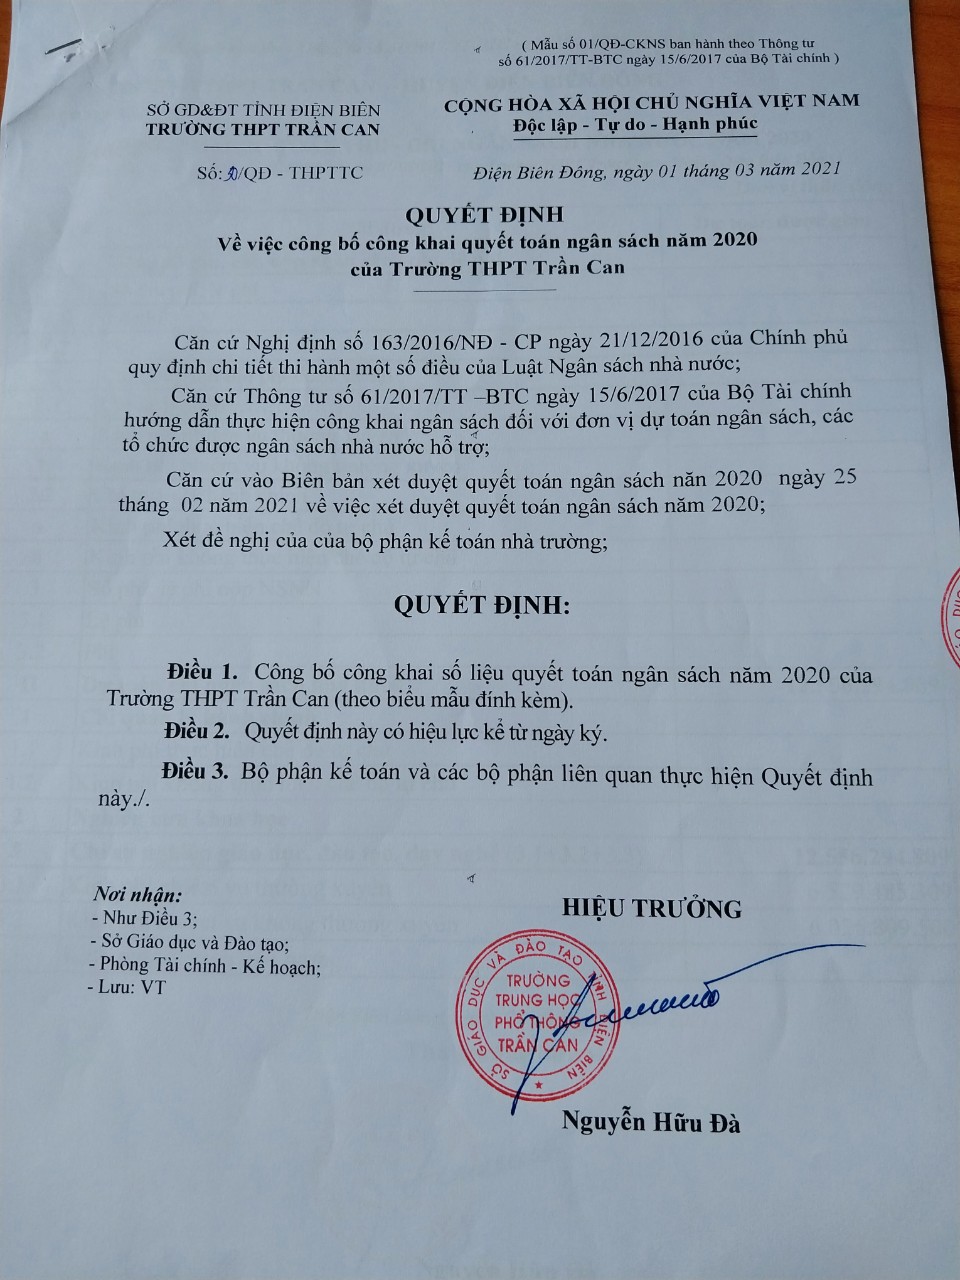 ( Mẫu số 01/QĐ-CKNS ban hành theo Thông tư
số 61/2017/TT-BTC ngày 15/6/2017 của Bộ Tài chính )
SỞ GD&ĐT TỈNH ĐIỆN BIÊN
TRƯỜNG THPT TRẦN CAN
CỘNG HÒA XÃ HỘI CHỦ NGHĨA VIỆT NAM
Độc lập - Tự do - Hạnh phúc
Số: /QĐ - THPTTC
Điện Biên Đông, ngày 01 tháng 03 năm 2021
QUYẾT ĐỊNH
Về việc công bố công khai quyết toán ngân sách năm 2020
của Trường THPT Trần Can
Căn cứ Nghị định số 163/2016/NĐ - CP ngày 21/12/2016 của Chính phủ
quy định chi tiết thi hành một số điều của Luật Ngân sách nhà nước;
Căn cứ Thông tư số 61/2017/TT –BTC ngày 15/6/2017 của Bộ Tài chính
hướng dẫn thực hiện công khai ngân sách đối với đơn vị dự toán ngân sách, các
tổ chức được ngân sách nhà nước hỗ trợ;
Căn cứ vào Biên bản xét duyệt quyết toán ngân sách năn 2020 ngày 25
tháng 02 năm 2021 về việc xét duyệt quyết toán ngân sách năm 2020;
Xét đề nghị của của bộ phận kế toán nhà trường;
QUYẾT ĐỊNH:
Điều 1. Công bố công khai số liệu quyết toán ngân sách năm 2020 của
Trường THPT Trần Can (theo biểu mẫu đính kèm).
Điều 2. Quyết định này có hiệu lực kể từ ngày ký.
Điều 3. Bộ phận kế toán và các bộ phận liên quan thực hiện Quyết định
này./.
Nơi nhận:
- Như Điều 3;
- Sở Giáo dục và Đào tạo;
- Phòng Tài chính - Kế hoạch;
- Lưu: VT
HIỆU TRƯỞNG
SỞ GIÁO DỤC VÀ ĐÀO TẠO TỈNH ĐIỆN BIÊN
TRƯỜNG
TRUNG HỌC
PHỔ THÔNG
TRẦN CAN
Nguyễn Hữu Đà